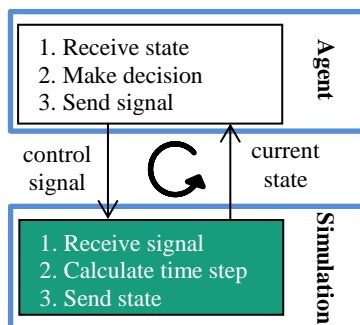 1. Receive state
2. Make decision
3. Send signal
Agent
control
signal
current
state
1. Receive signal
2. Calculate time step
3. Send state
Simulation